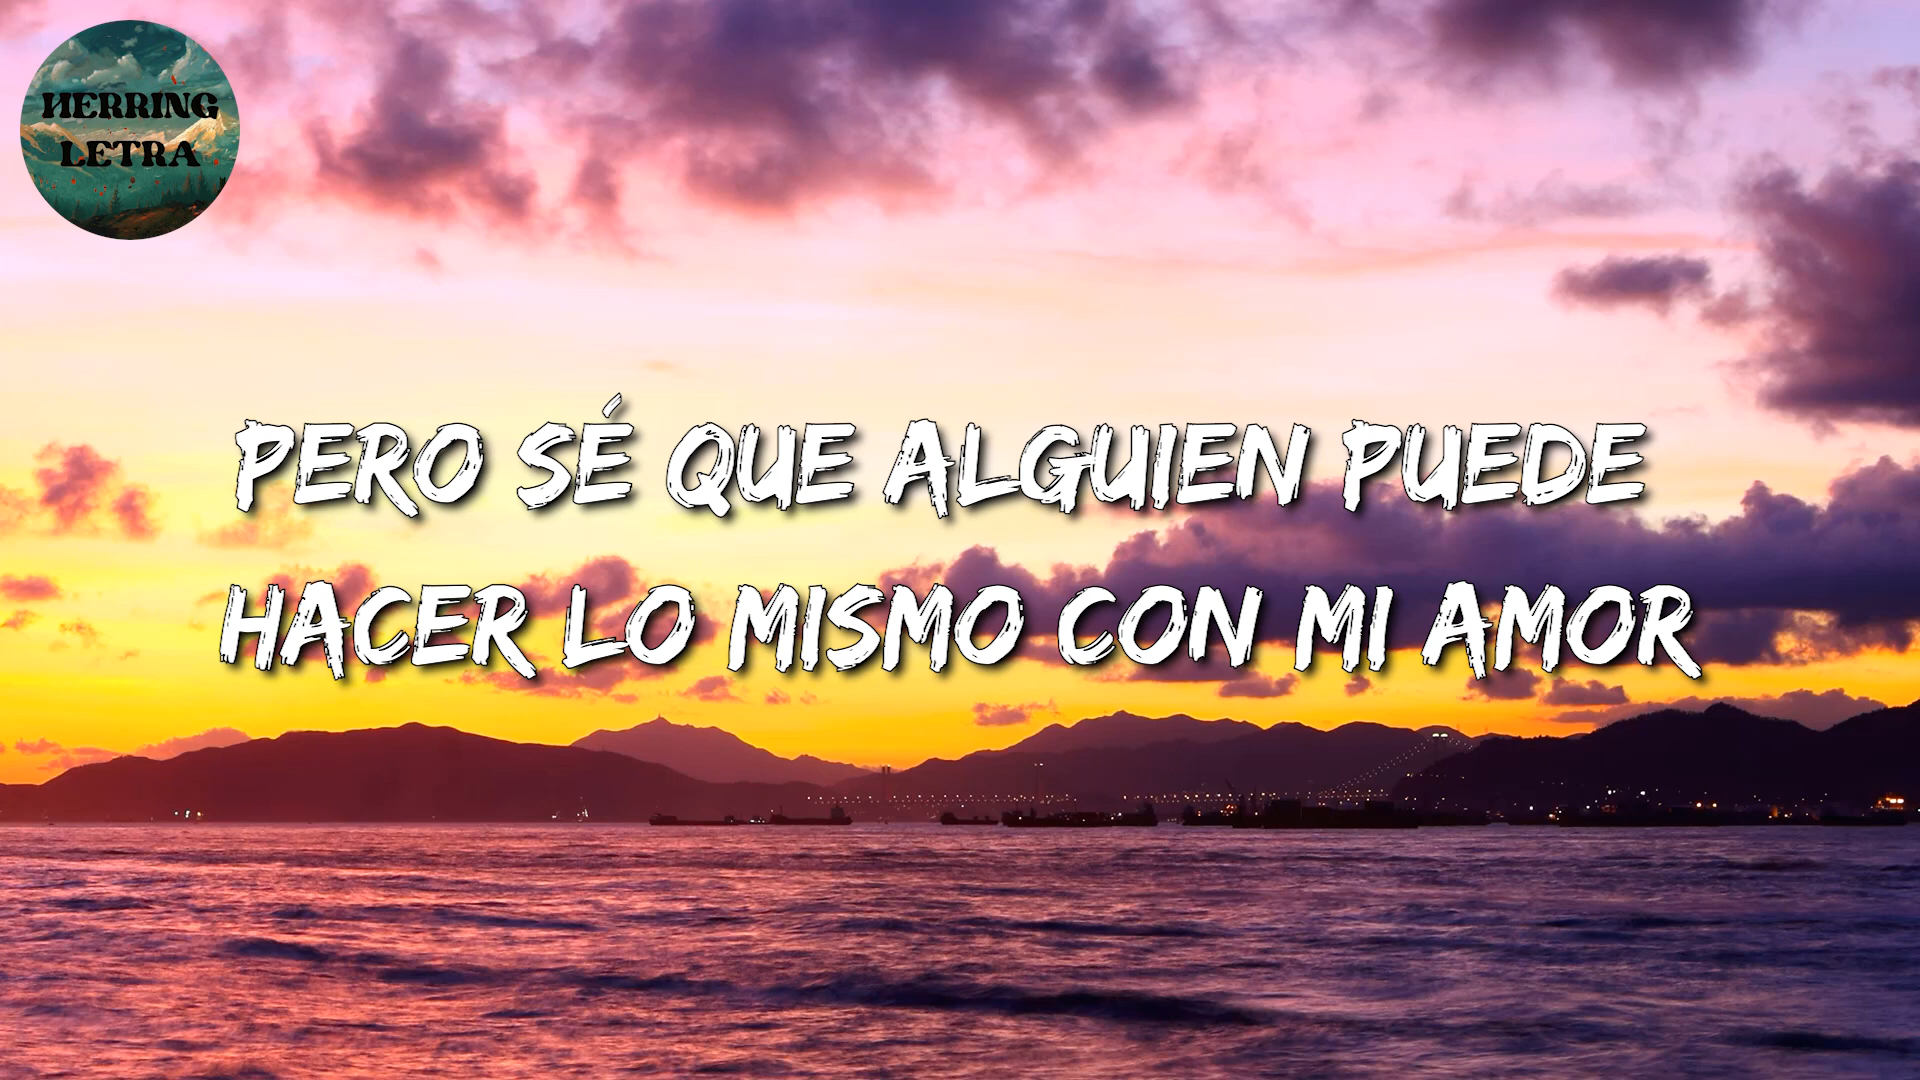 HERRING
LETRA
PERO SÉ QUE ALGUIEN PUEDE
HACER LO MISMO CON MI AMOR